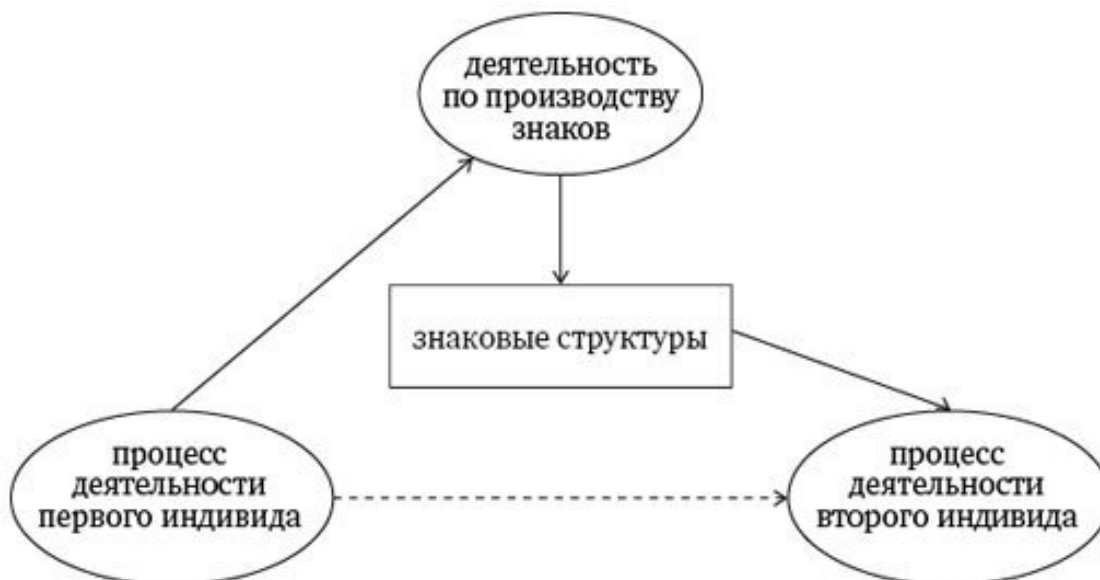 деятельность
по производству
знаков
знаковые структуры
процесс
деятельности
первого индивида
процесс
деятельности
второго индивида